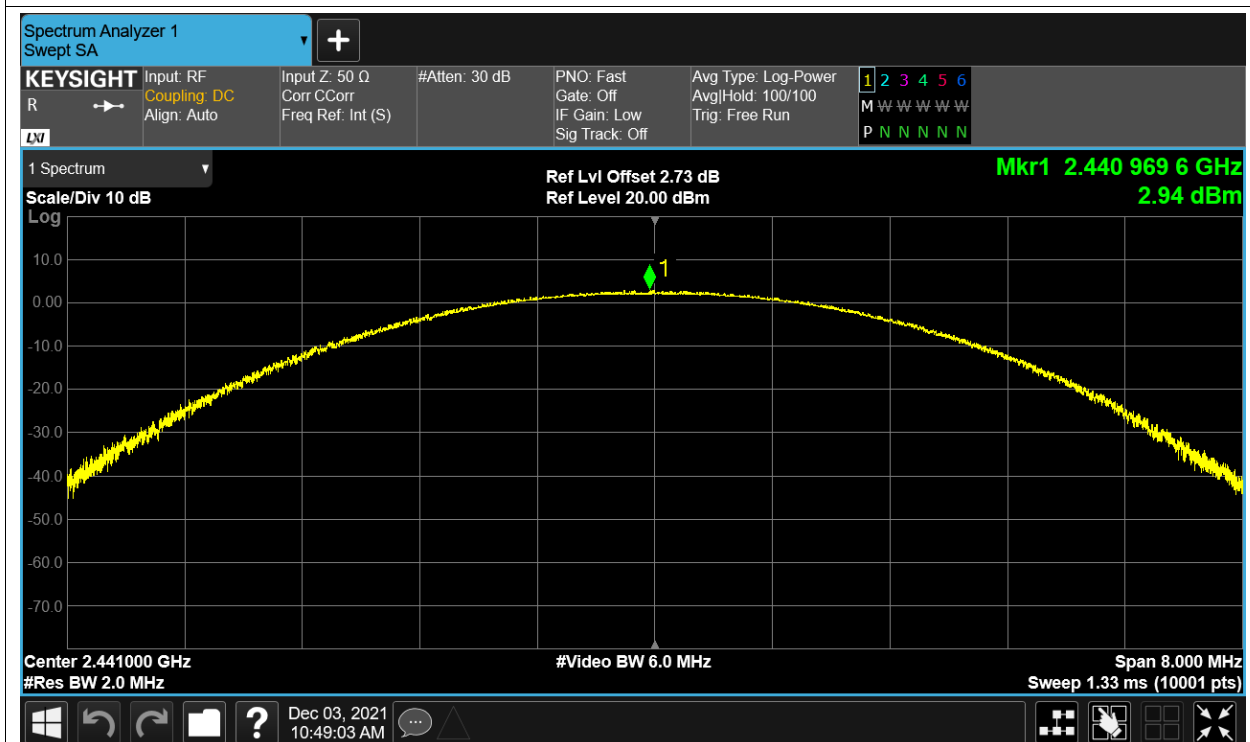 Spectrum Analyzer 1
Swept SA
+
KEYSIGHT
R
LXI
Input: RF
Coupling: DC
Align: Auto
Input Z: 50 Ω
Corr CCorr
Freq Ref: Int (S)
#Atten: 30 dB
PNO: Fast
Gate: Off
IF Gain: Low
Sig Track: Off
Avg Type: Log-Power
Avg|Hold: 100/100
Trig: Free Run
1 2 3 4 5 6
M W W W W W
P N N N N N
1 Spectrum
Scale/Div 10 dB
Log
Ref Lvl Offset 2.73 dB
Ref Level 20.00 dBm
Mkr1 2.440 969 6 GHz
2.94 dBm
1
10.0
0.00
-10.0
-20.0
-30.0
-40.0
-50.0
-60.0
-70.0
Center 2.441000 GHz
#Res BW 2.0 MHz
#Video BW 6.0 MHz
Span 8.000 MHz
Sweep 1.33 ms (10001 pts)
?
Dec 03, 2021
10:49:03 AM